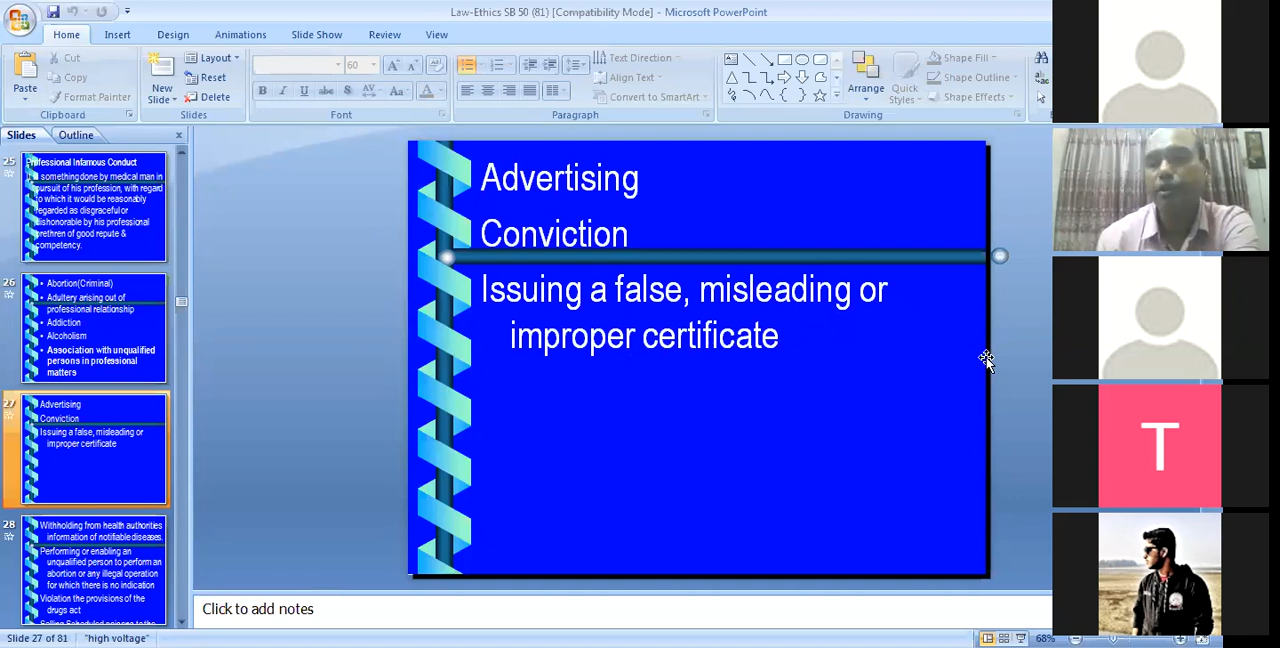 Law-Ethics SB 50 (81) [Compatibility Mode] - Microsoft PowerPoint
Home Insert Design Animations Slide Show Review View
Cut
Copy
Format Painter
Paste
Clipboard
New Slide
Layout
Reset
Delete
Slides
60
B I U abc S AV Aa A
Font
Text Direction
Align Text
Convert to SmartArt
Paragraph
Arrange
Quick Styles
Shape Fill
Shape Outline
Shape Effects
Drawing
Slides Outline
25
Professional Infamous Conduct
something done by medical man in
pursuit of his profession, with regard
to which it would be reasonably
regarded as disgraceful or
dishonorable by his professional
brethren of good repute &
competency.
26
• Abortion(Criminal)
• Adultery arising out of
professional relationship
• Addiction
• Alcoholism
• Association with unqualified
persons in professional
matters
27
Advertising
Conviction
Issuing a false, misleading or
improper certificate
28
Withholding from health authorities
information of notifiable diseases.
Performing or enabling an
unqualified person to perform an
abortion or any illegal operation
for which there is no indication
Violation the provisions of the
drugs act
Advertising
Conviction
Issuing a false, misleading or
improper certificate
T
Click to add notes
Slide 27 of 81 "high voltage" 68%